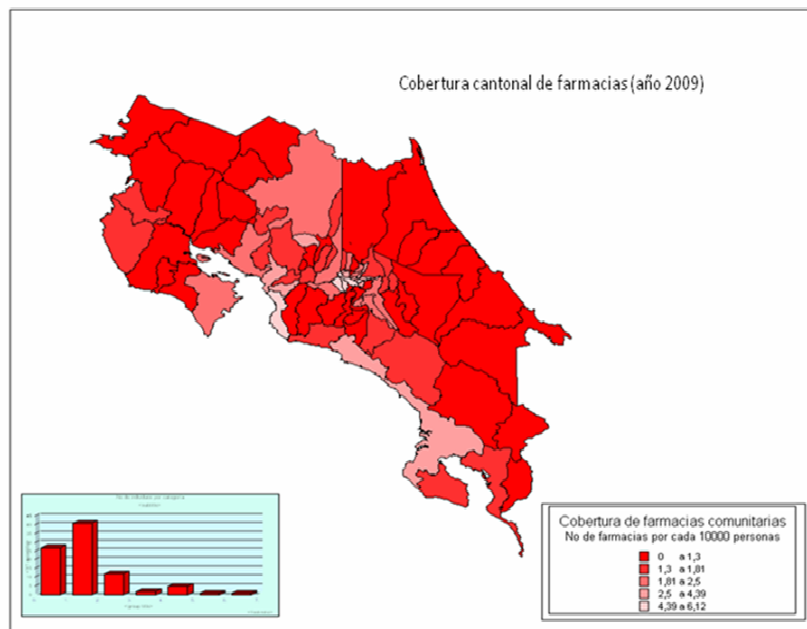 Cobertura cantonal de farmacias (año 2009)
Cobertura de farmacias comunitarias
No de farmacias por cada 10000 personas
0 a 1,3
1,3 a 1,81
1,81 a 2,5
2,5 a 4,39
4,39 a 6,12